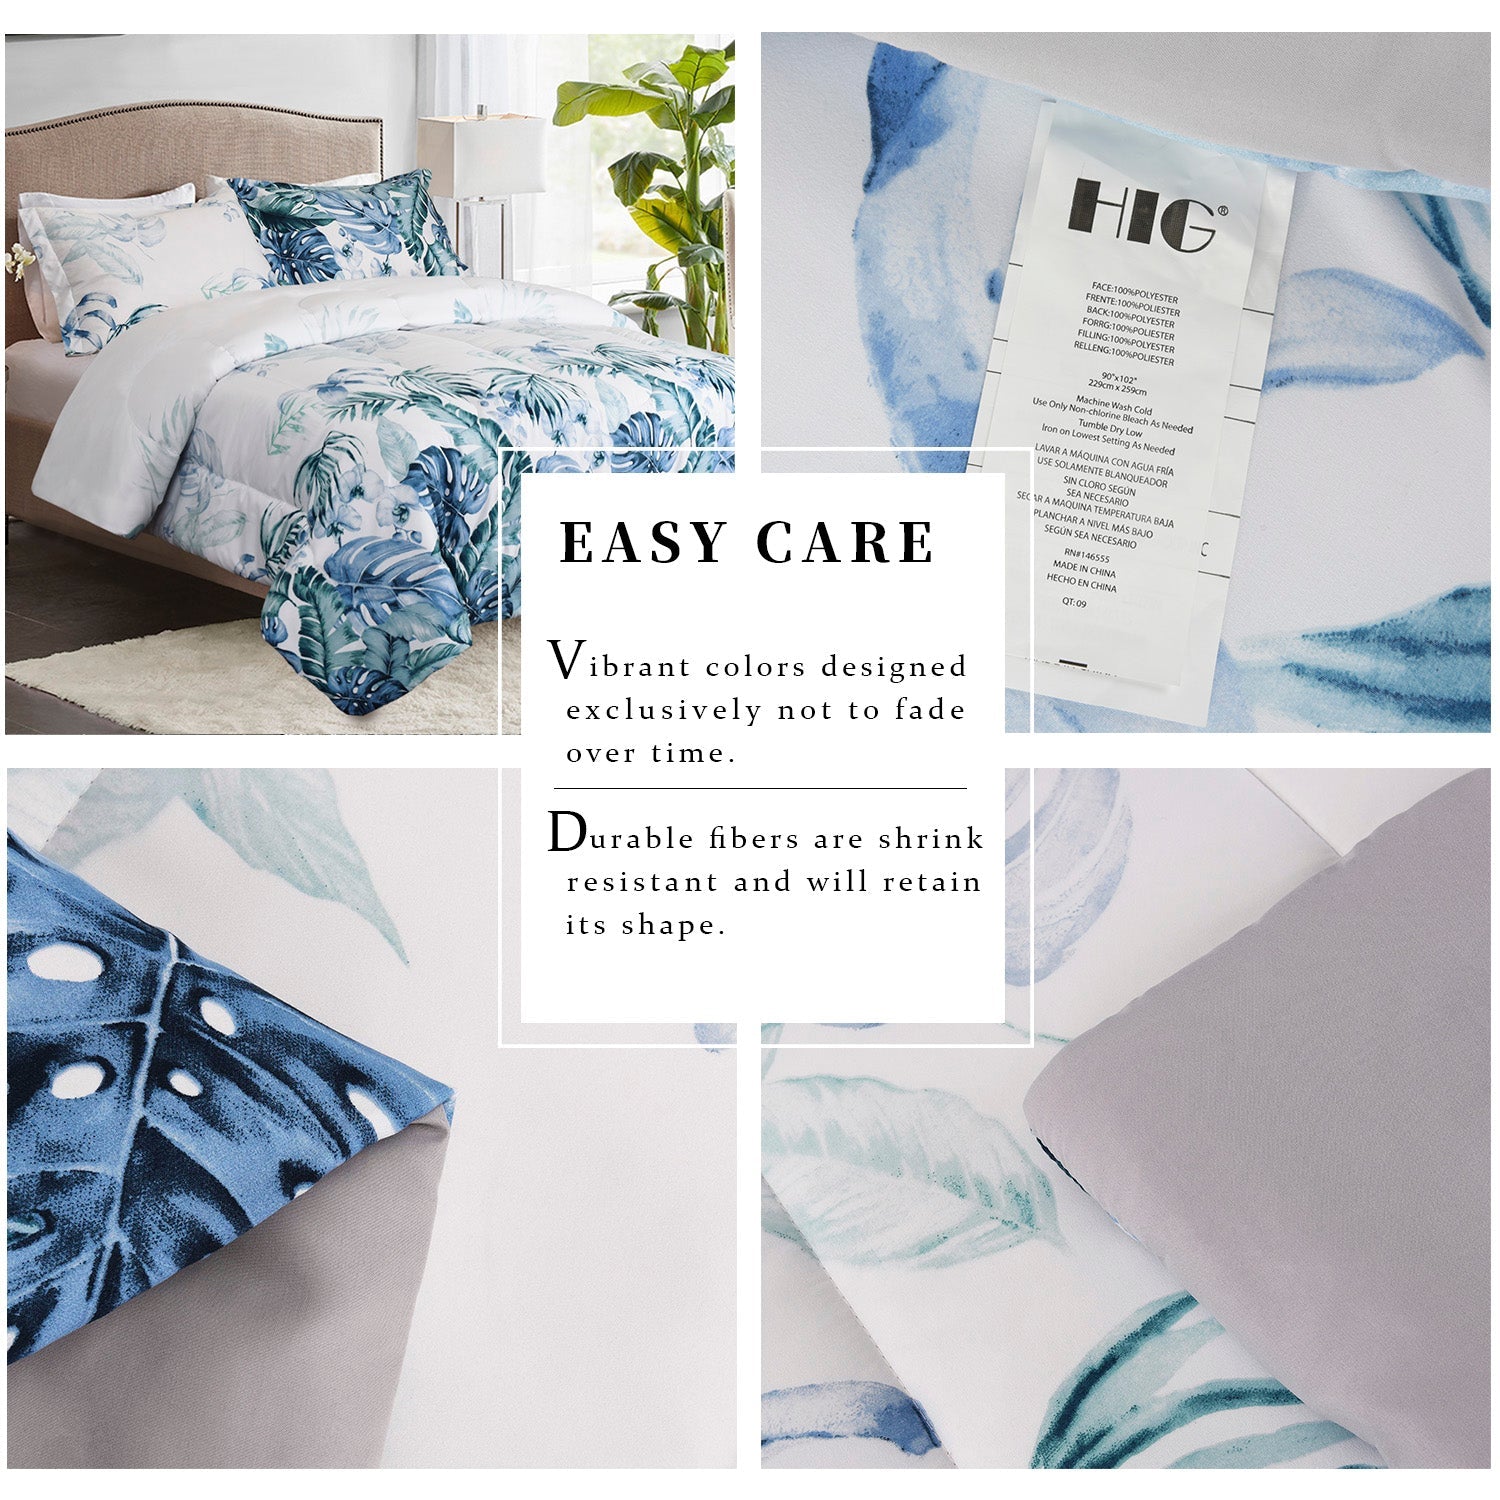 HIG®
FACE:100%POLYESTER
FRENTE:100%POLIESTER
BACK:100%POLYESTER
FORRG:100%POLIESTER
FILLING:100%POLYESTER
RELLENG:100%POLIESTER
90"x102"
229cm x 259cm
Machine Wash Cold
Use Only Non-chlorine Bleach As Needed
Tumble Dry Low
Iron on Lowest Setting As Needed
LAVAR A MÁQUINA CON AGUA FRÍA
USE SOLAMENTE BLANQUEADOR
SIN CLORO SEGÚN
SEA NECESARIO
SECAR A MAQUINA TEMPERATURA BAJA
PLANCHAR A NIVEL MÁS BAJO
SEGÚN SEA NECESARIO
RN#146555
MADE IN CHINA
HECHO EN CHINA
QT:09
EASY CARE
Vibrant colors designed
exclusively not to fade
over time.
Durable fibers are shrink
resistant and will retain
its shape.